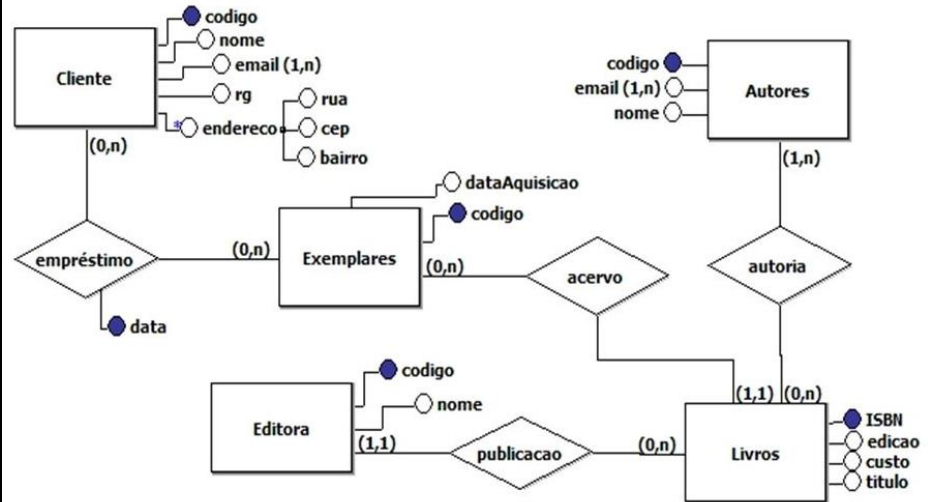 Cliente
codigo
nome
email (1,n)
rg
endereco
rua
cep
bairro
(0,n)
codigo
email (1,n)
nome
Autores
(1,n)
dataAquisicao
codigo
empréstimo
(0,n)
Exemplares
(0,n)
acervo
autoria
data
codigo
nome
Editora
(1,1)
publicacao
(0,n)
(1,1)
(0,n)
Livros
ISBN
edicao
custo
titulo